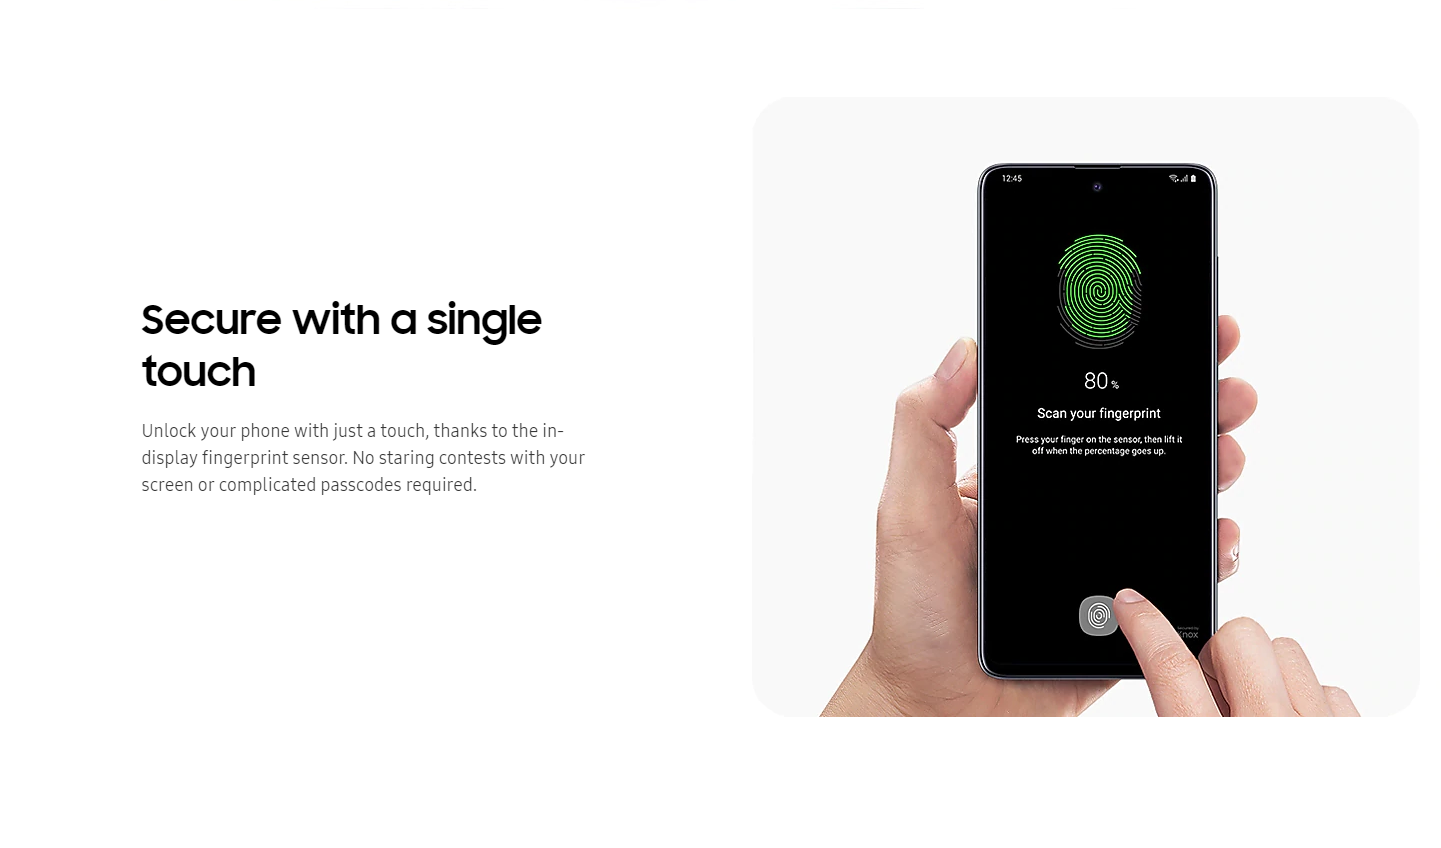 Secure with a single
touch
Unlock your phone with just a touch, thanks to the in-
display fingerprint sensor. No staring contests with your
screen or complicated passcodes required.
12:45
80%
Scan your fingerprint
Press your finger on the sensor, then lift it
off when the percentage goes up.
Secured by
Knox